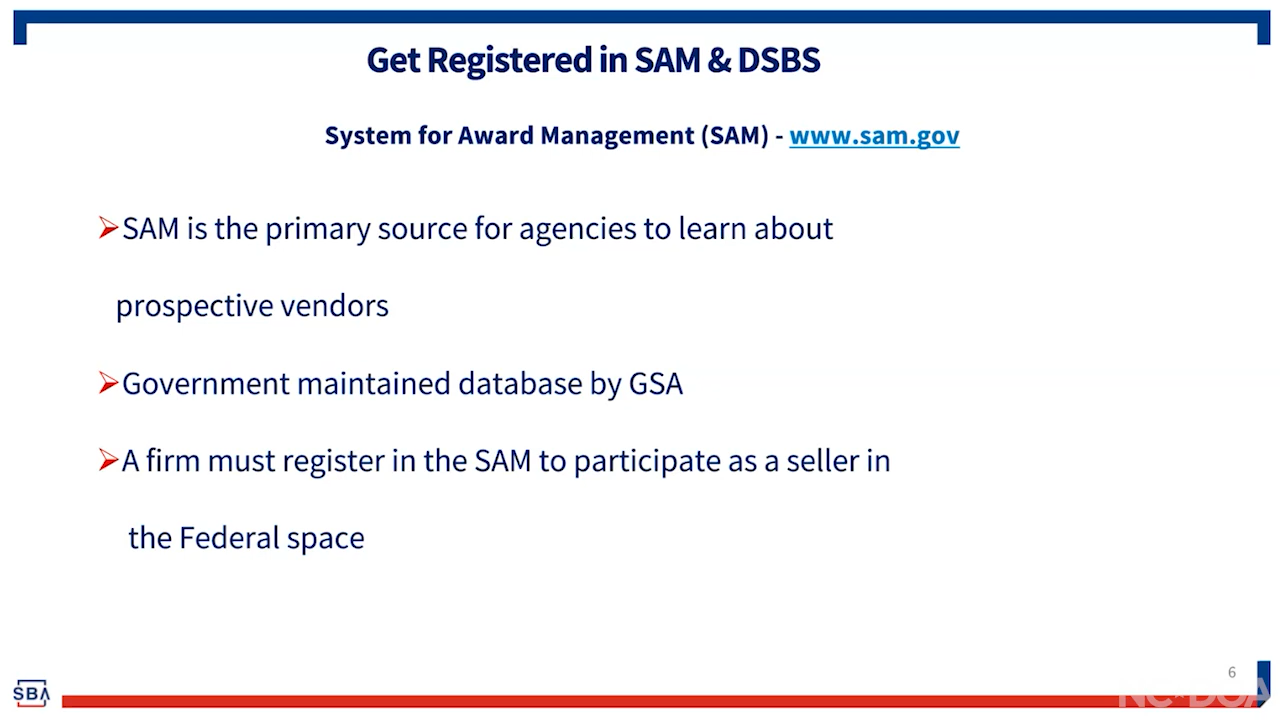 Get Registered in SAM & DSBS
System for Award Management (SAM) - www.sam.gov
SAM is the primary source for agencies to learn about
prospective vendors
Government maintained database by GSA
A firm must register in the SAM to participate as a seller in
the Federal space
6
SBA
NC*DOA